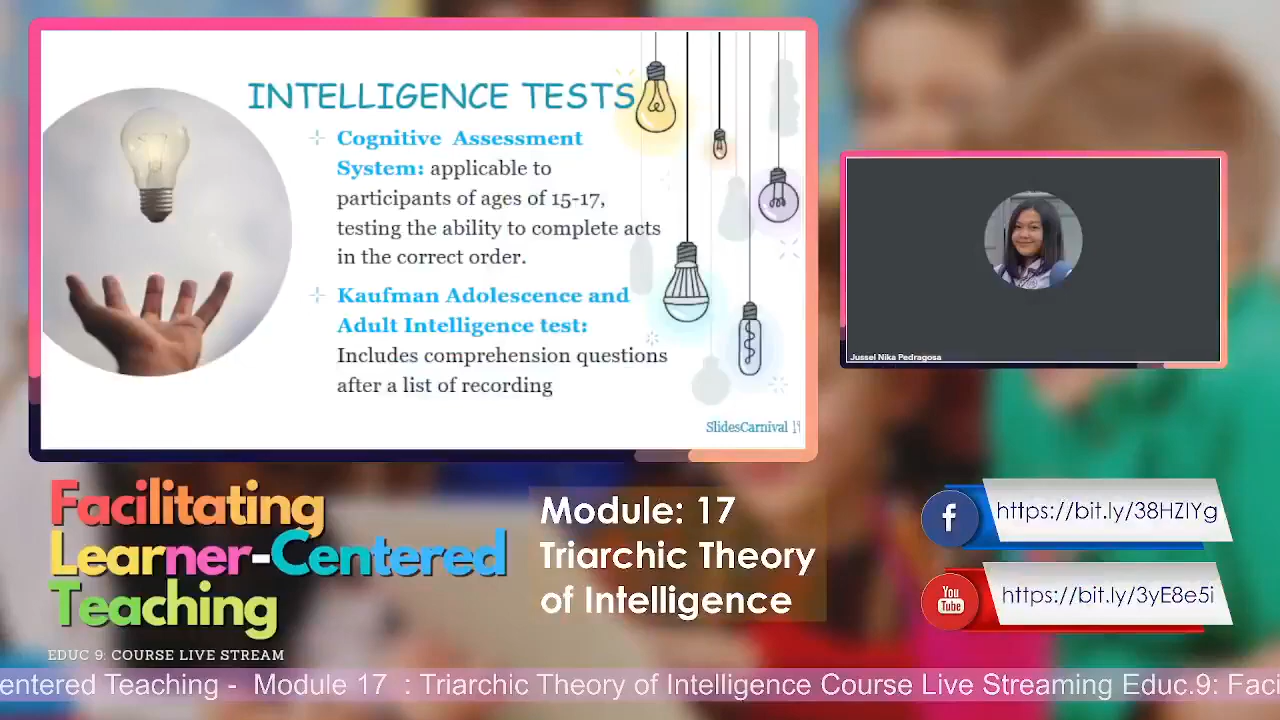 INTELLIGENCE TESTS
Cognitive Assessment
System: applicable to
participants of ages of 15-17,
testing the ability to complete acts
in the correct order.
Kaufman Adolescence and
Adult Intelligence test:
Includes comprehension questions
after a list of recording
SlidesCarnival
Jussel Nika Pedragosa
Facilitating
Learner-Centered
Teaching
EDUC 9: COURSE LIVE STREAM
Module: 17
Triarchic Theory
of Intelligence
https://bit.ly/38HZIYg
You
Tube
https://bit.ly/3yE8e5i
entered Teaching - Module 17 : Triarchic Theory of Intelligence Course Live Streaming Educ.9: Faci